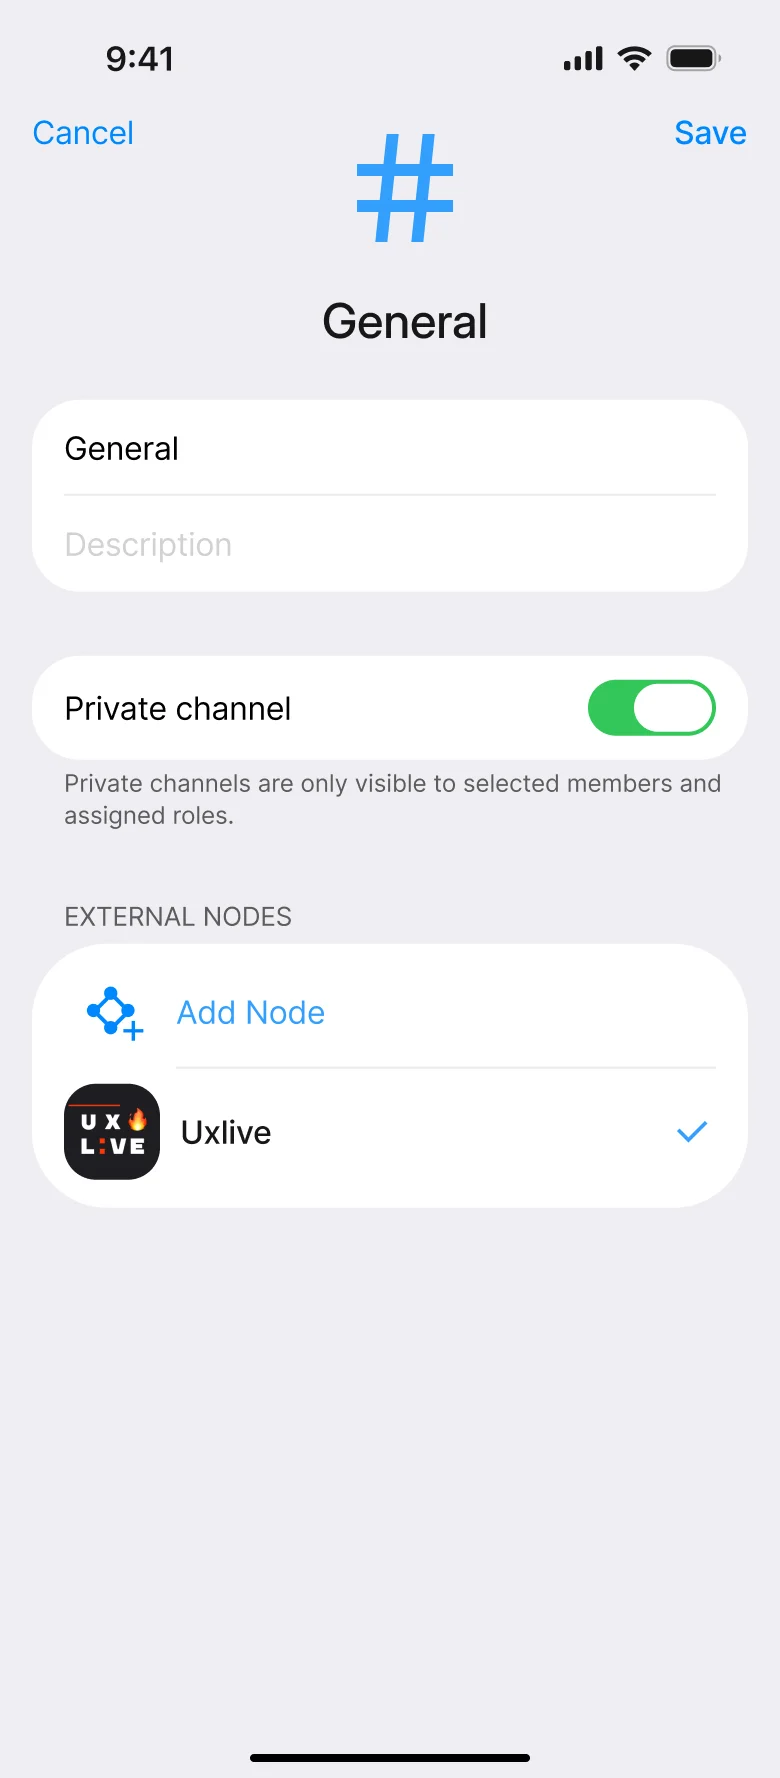 9:41
Cancel
Save
#
General
General
Description
Private channel
Private channels are only visible to selected members and
assigned roles.
EXTERNAL NODES
Add Node
UX🔥
L:VE
Uxlive